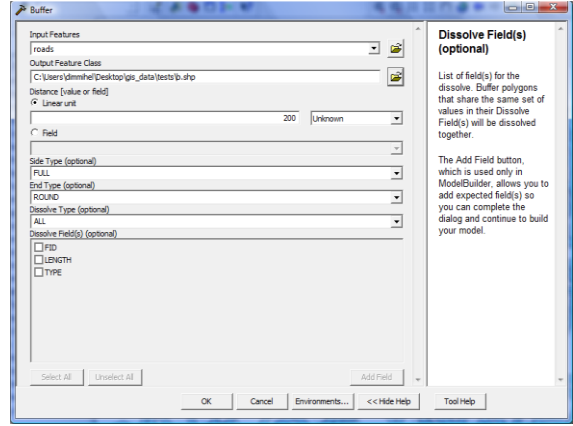 Buffer
Input Features
roads
Output Feature Class
C:\Users\dimmihel\Desktop\gis_data\tests\b.shp
Distance [value or field]
Linear unit
200 Unknown
Field
Side Type (optional)
FULL
End Type (optional)
ROUND
Dissolve Type (optional)
ALL
Dissolve Field(s) (optional)
FID
LENGTH
TYPE
Select All Unselect All Add Field
OK Cancel Environments... << Hide Help Tool Help
Dissolve Field(s)
(optional)
List of field(s) for the
dissolve. Buffer polygons
that share the same set of
values in their Dissolve
Field(s) will be dissolved
together.
The Add Field button,
which is used only in
ModelBuilder, allows you to
add expected field(s) so
you can complete the
dialog and continue to build
your model.